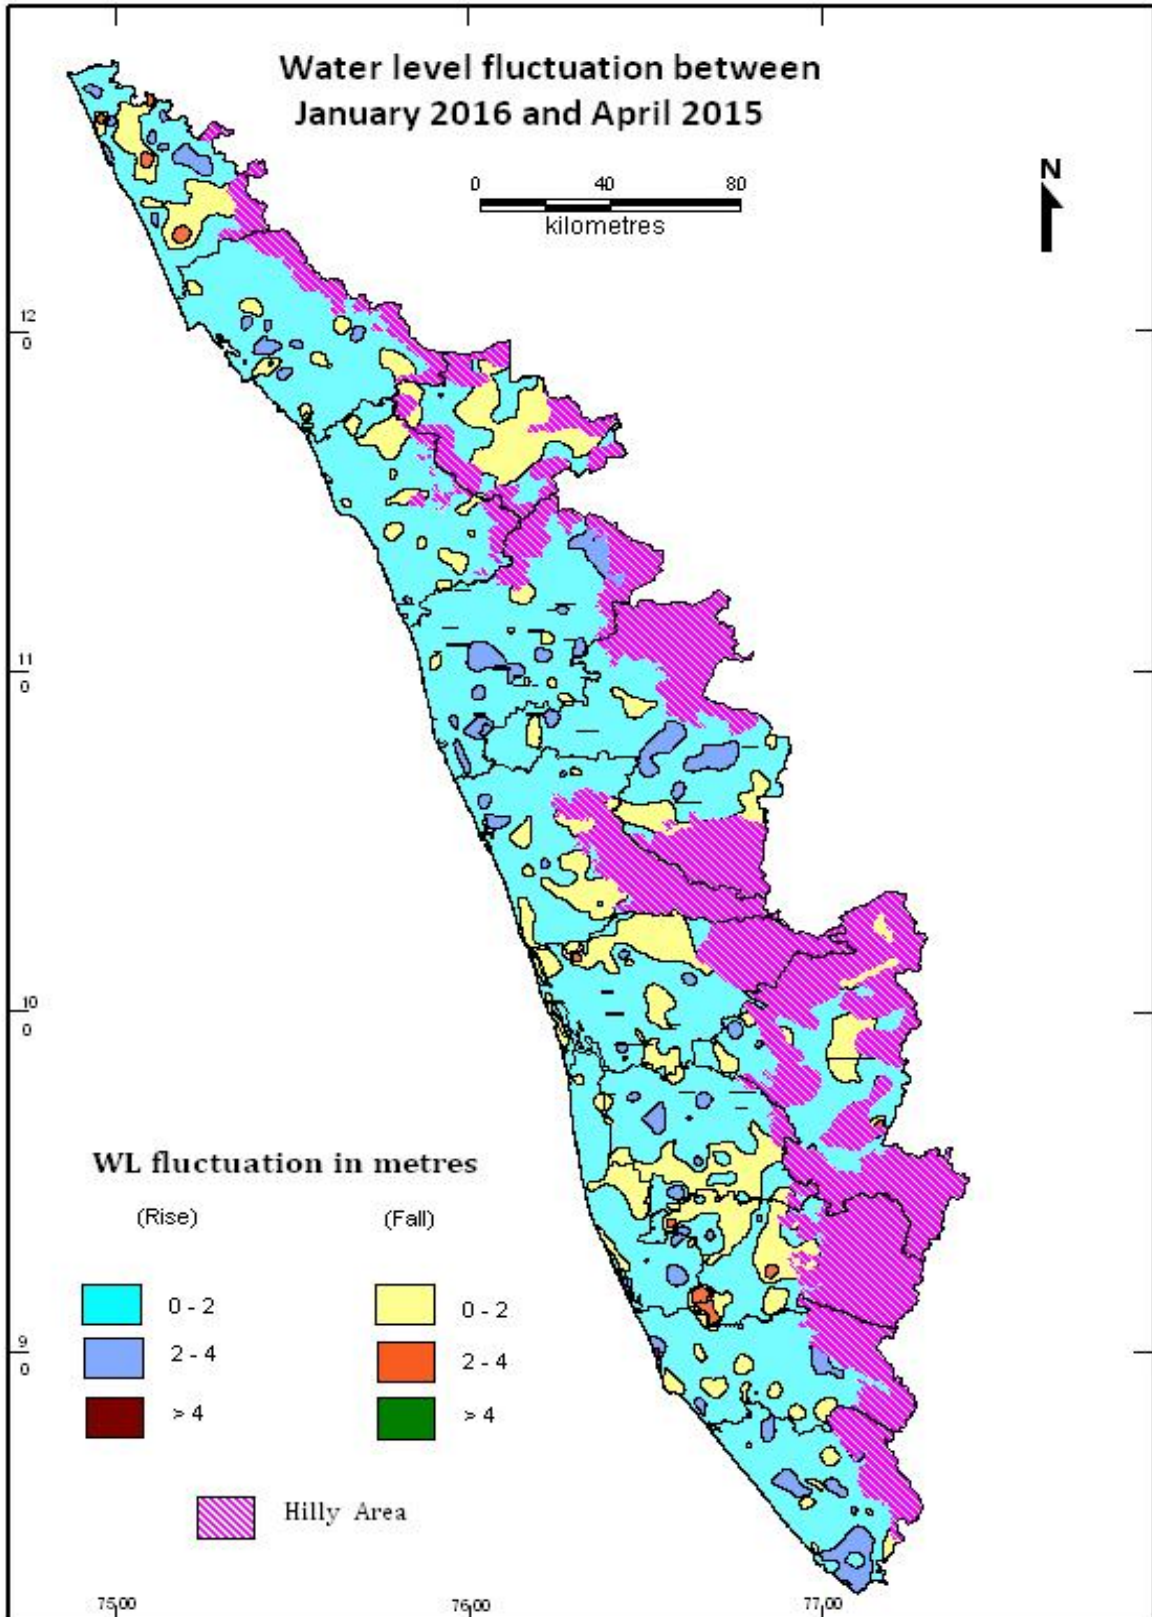 Water level fluctuation between
January 2016 and April 2015
0 40 80
kilometres
N
12
0
11
0
10
0
9
0
WL fluctuation in metres
(Rise) (Fall)
0 - 2 0 - 2
2 - 4 2 - 4
> 4 > 4
Hilly Area
75 00 76 00 77 00